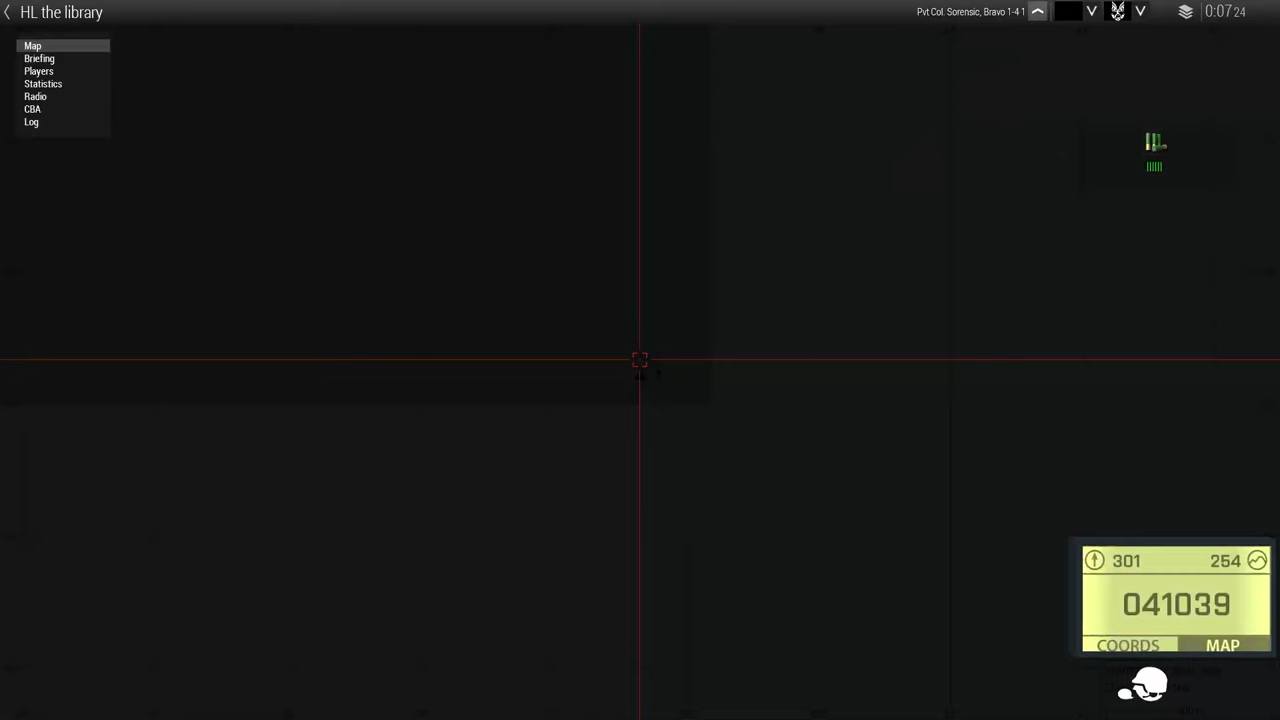 HL the library
Pvt Col. Sorensic, Bravo 1-4 1
0:07 24
Map
Briefing
Players
Statistics
Radio
CBA
Log
301
254
041039
COORDS
MAP